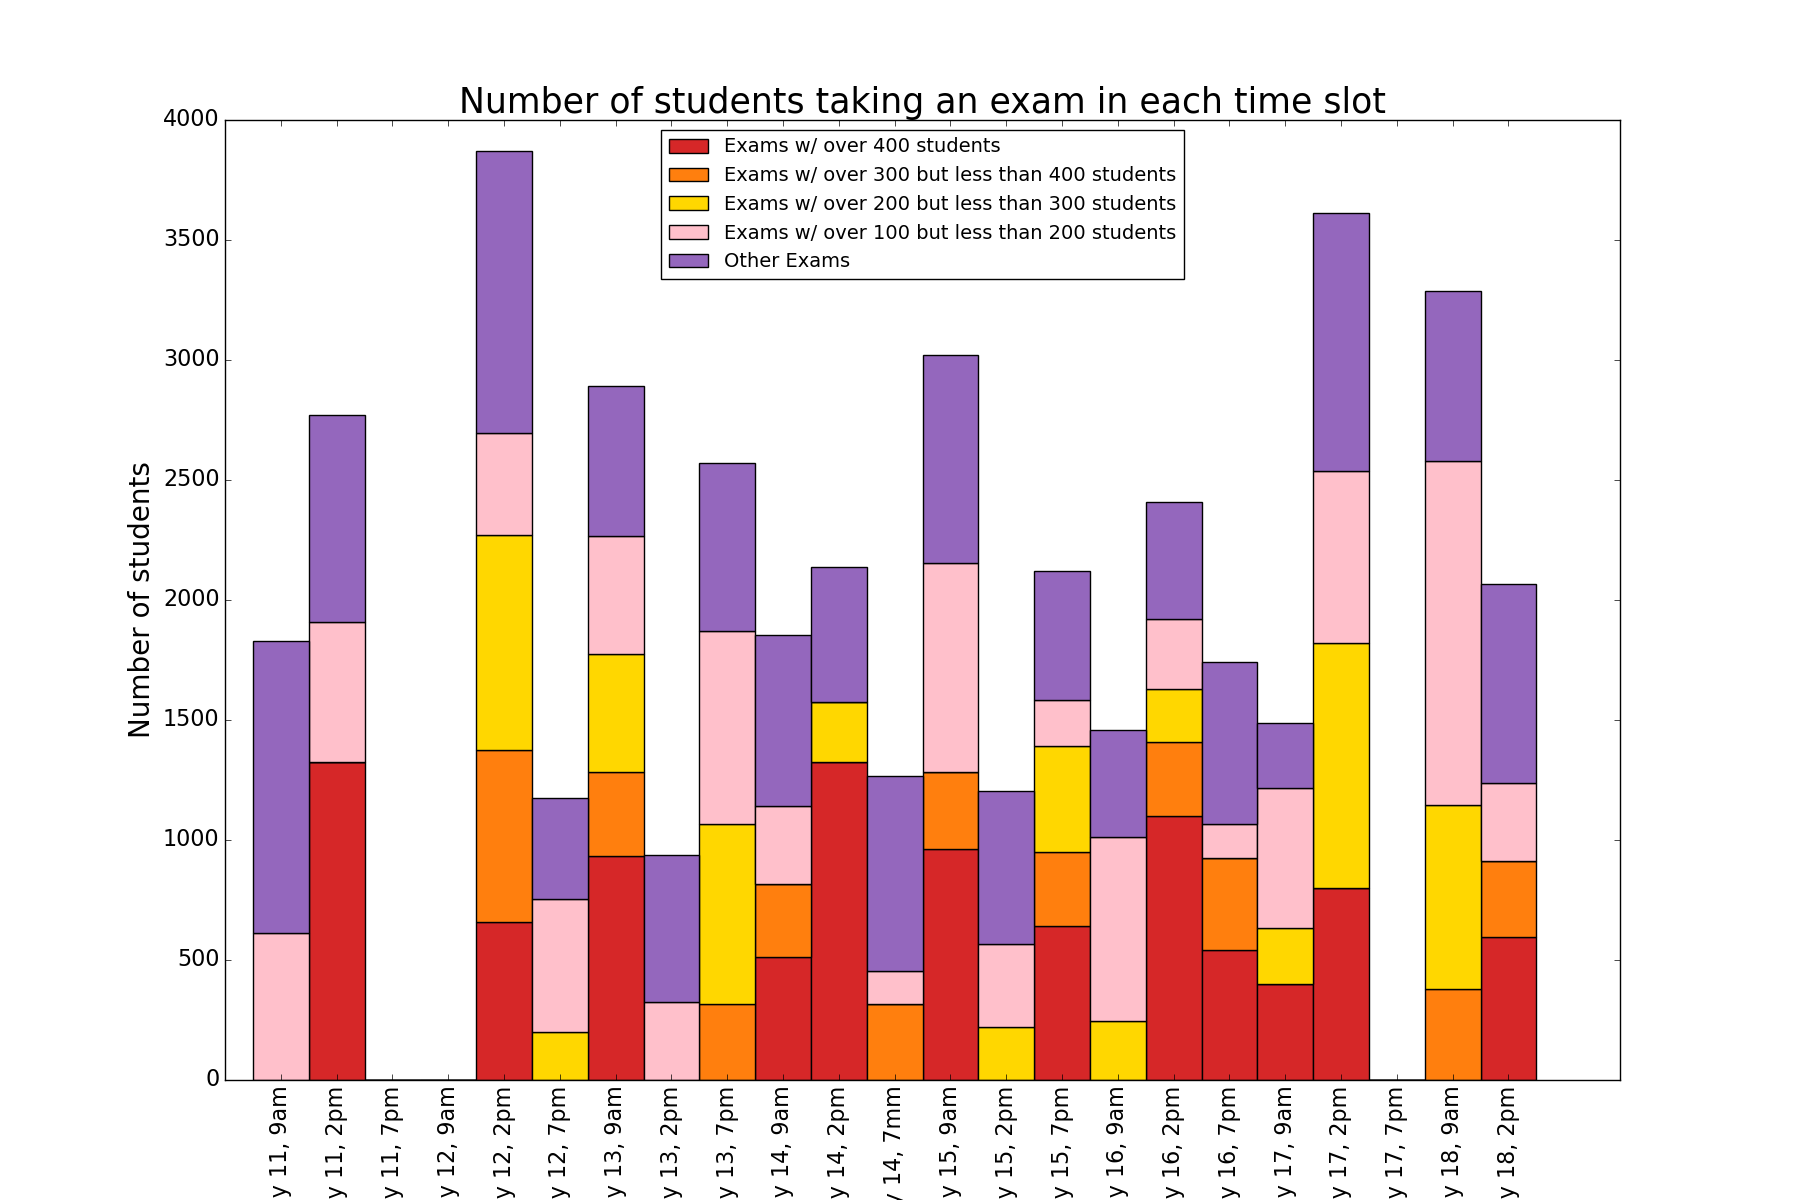 Number of students taking an exam in each time slot
Exams w/ over 400 students
Exams w/ over 300 but less than 400 students
Exams w/ over 200 but less than 300 students
Exams w/ over 100 but less than 200 students
Other Exams
Number of students
4000
3500
3000
2500
2000
1500
1000
500
0
y 11, 9am
y 11, 2pm
y 11, 7pm
y 12, 9am
y 12, 2pm
y 12, 7pm
y 13, 9am
y 13, 2pm
y 13, 7pm
y 14, 9am
y 14, 2pm
y 14, 7mm
y 15, 9am
y 15, 2pm
y 15, 7pm
y 16, 9am
y 16, 2pm
y 16, 7pm
y 17, 9am
y 17, 2pm
y 17, 7pm
y 18, 9am
y 18, 2pm